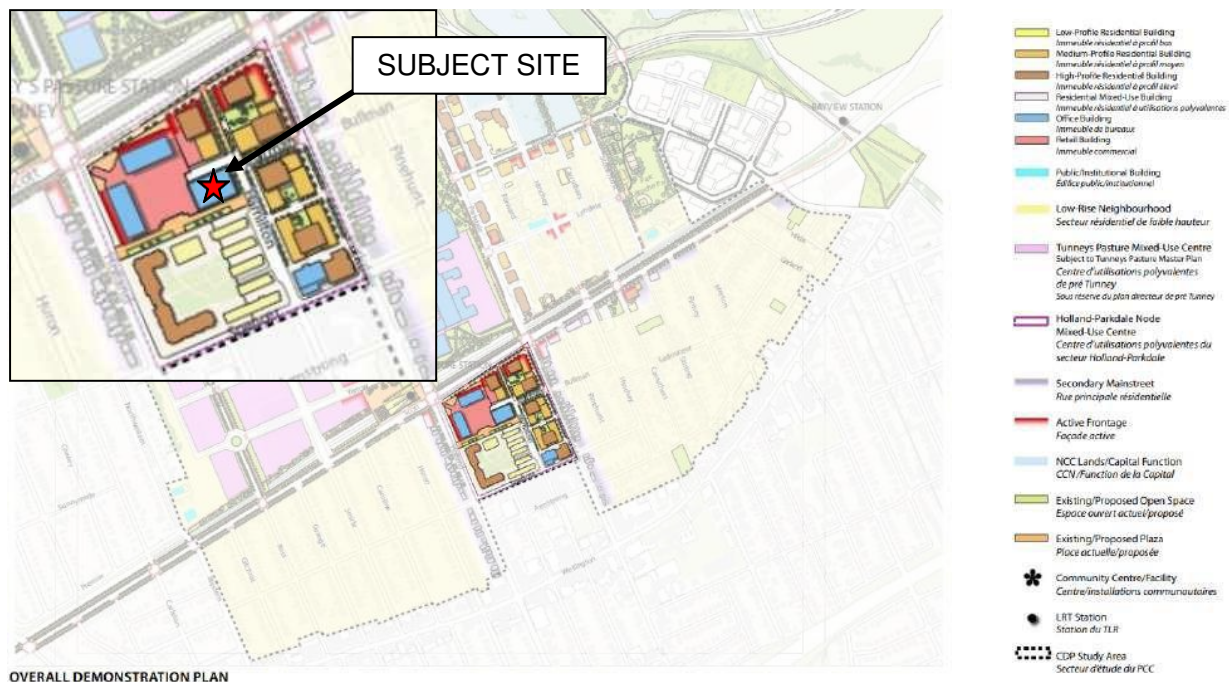 SUBJECT SITE
Y'S PASTURE STATION
Bullman
Hamilton
Huron
Armstrong
BAYVIEW STATION
Bullman
Armstrong
Wellington
OVERALL DEMONSTRATION PLAN
Low-Profile Residential Building
Immeuble résidentiel à profil bas
Medium-Profile Residential Building
Immeuble résidentiel à profil moyen
High-Profile Residential Building
Immeuble résidentiel à profil élevé
Residential Mixed-Use Building
Immeuble résidentiel à utilisations polyvalentes
Office Building
Immeuble de bureaux
Retail Building
Immeuble commercial
Public/Institutional Building
Édifice public/institutionnel
Low-Rise Neighbourhood
Secteur résidentiel de faible hauteur
Tunneys Pasture Mixed-Use Centre
Subject to Tunneys Pasture Master Plan
Centre d'utilisations polyvalentes
de pré Tunney
Sous réserve du plan directeur de pré Tunney
Holland-Parkdale Node
Mixed-Use Centre
Centre d'utilisations polyvalentes du
secteur Holland-Parkdale
Secondary Mainstreet
Rue principale résidentielle
Active Frontage
Façade active
NCC Lands/Capital Function
CCN/Function de la Capital
Existing/Proposed Open Space
Espace ouvert actuel/proposé
Existing/Proposed Plaza
Place actuelle/proposée
Community Centre/Facility
Centre/installations communautaires
LRT Station
Station du TLR
CDP Study Area
Secteur d'étude du PCC